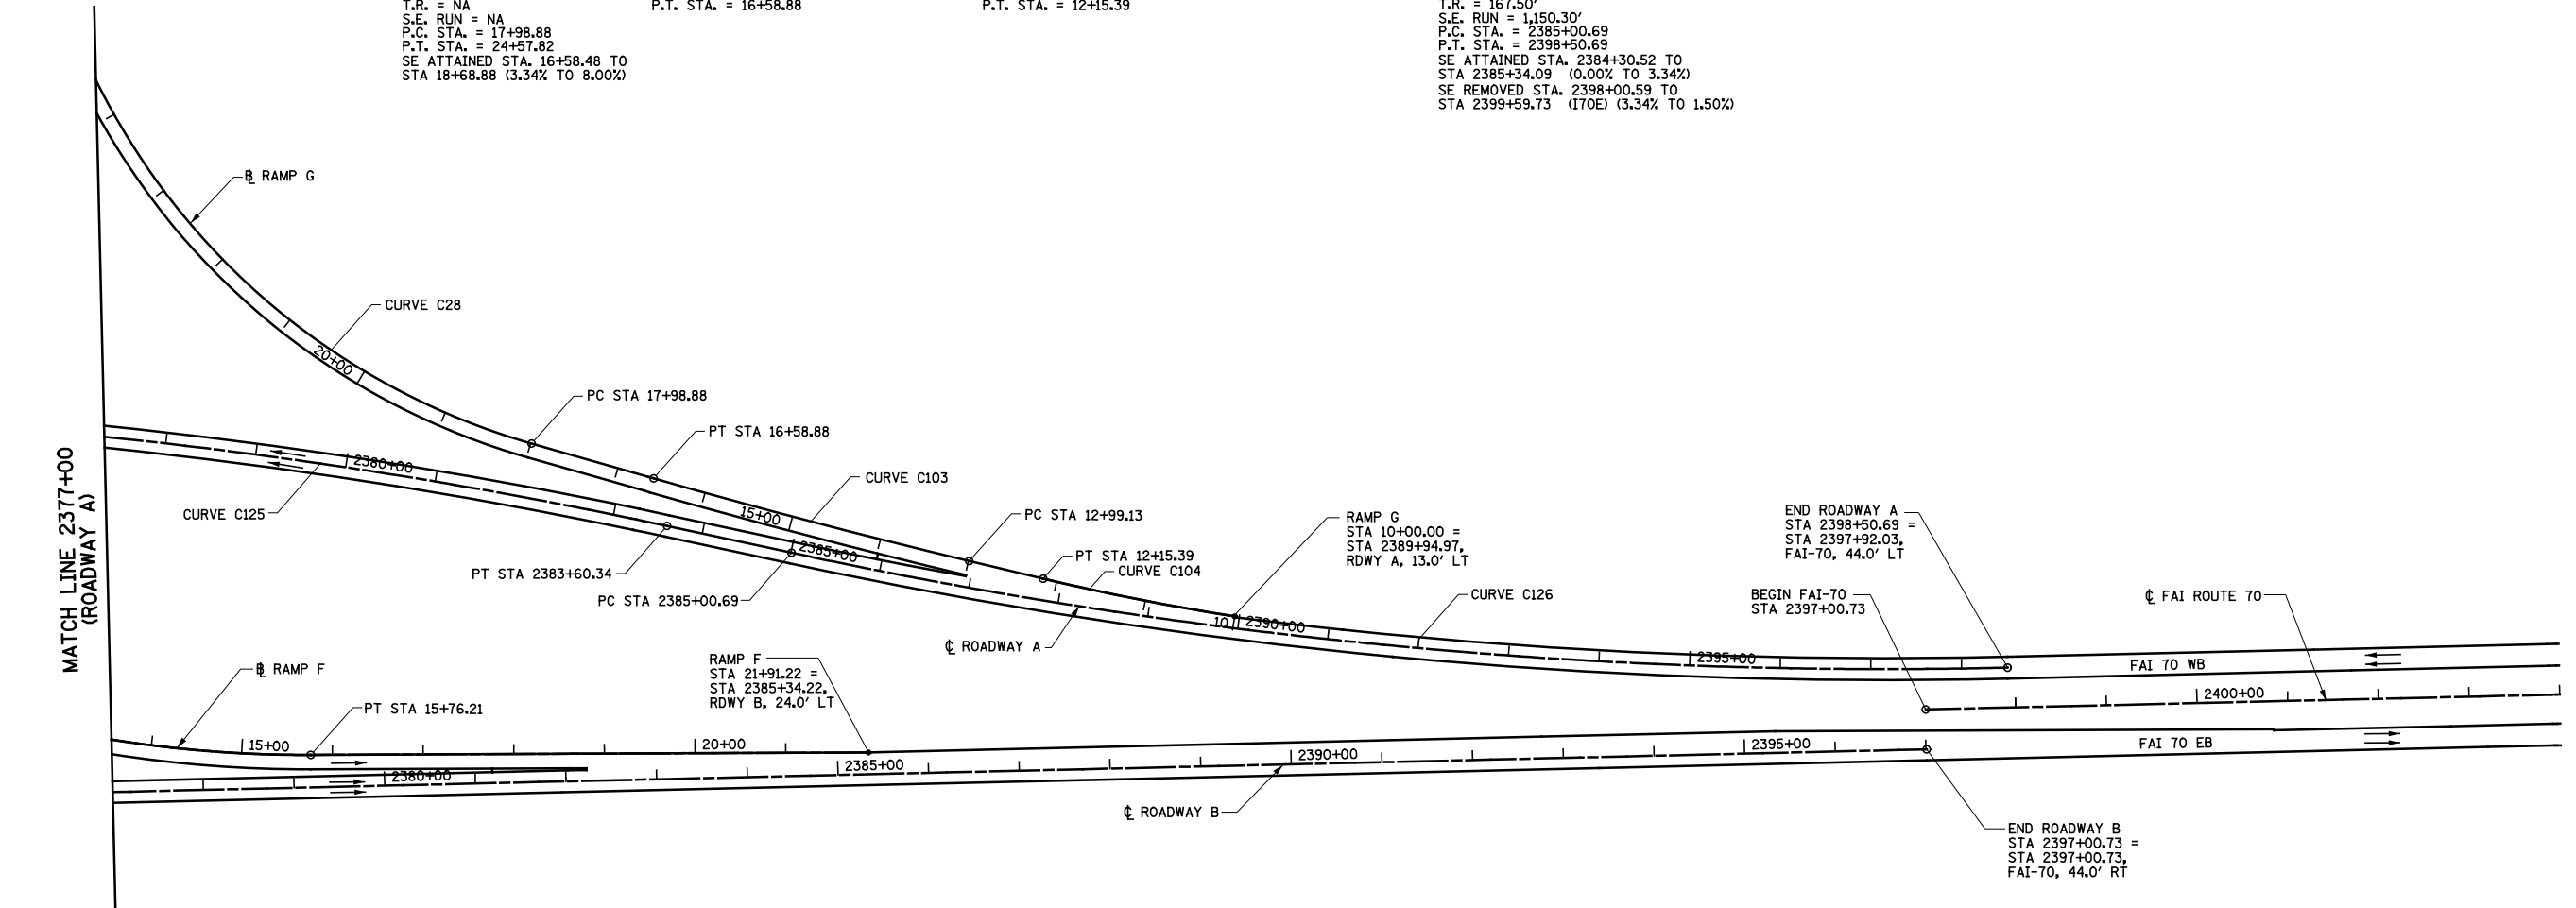 T.R. = NA
S.E. RUN = NA
P.C. STA. = 17+98.88
P.T. STA. = 24+57.82
SE ATTAINED STA. 16+58.48 TO
STA 18+68.88 (3.34% TO 8.00%)
P.T. STA. = 16+58.88
P.T. STA. = 12+15.39
T.R. = 167.50'
S.E. RUN = 1,150.30'
P.C. STA. = 2385+00.69
P.T. STA. = 2398+50.69
SE ATTAINED STA. 2384+30.52 TO
STA 2385+34.09 (0.00% TO 3.34%)
SE REMOVED STA. 2398+00.59 TO
STA 2399+59.73 (I70E) (3.34% TO 1.50%)
℄ RAMP G
CURVE C28
20+00
PC STA 17+98.88
PT STA 16+58.88
CURVE C103
15+00
PC STA 12+99.13
PT STA 12+15.39
CURVE C104
RAMP G
STA 10+00.00 =
STA 2389+94.97,
RDWY A, 13.0' LT
10
MATCH LINE 2377+00
(ROADWAY A)
2380+00
CURVE C125
2385+00
PT STA 2383+60.34
PC STA 2385+00.69
℄ ROADWAY A
2390+00
CURVE C126
2395+00
END ROADWAY A
STA 2398+50.69 =
STA 2397+92.03,
FAI-70, 44.0' LT
BEGIN FAI-70
STA 2397+00.73
℄ FAI ROUTE 70
FAI 70 WB
2400+00
FAI 70 EB
℄ RAMP F
PT STA 15+76.21
15+00
20+00
RAMP F
STA 21+91.22 =
STA 2385+34.22,
RDWY B, 24.0' LT
2380+00
2385+00
2390+00
2395+00
℄ ROADWAY B
END ROADWAY B
STA 2397+00.73 =
STA 2397+00.73,
FAI-70, 44.0' RT